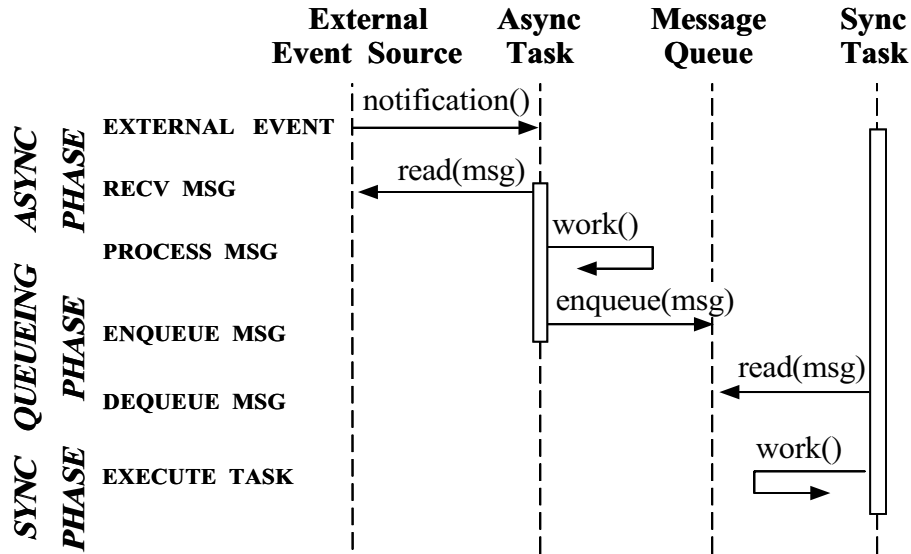 External Event Source
Async Task
Message Queue
Sync Task
ASYNC PHASE
QUEUEING PHASE
SYNC PHASE
EXTERNAL EVENT
notification()
RECV MSG
read(msg)
PROCESS MSG
work()
ENQUEUE MSG
enqueue(msg)
DEQUEUE MSG
read(msg)
EXECUTE TASK
work()